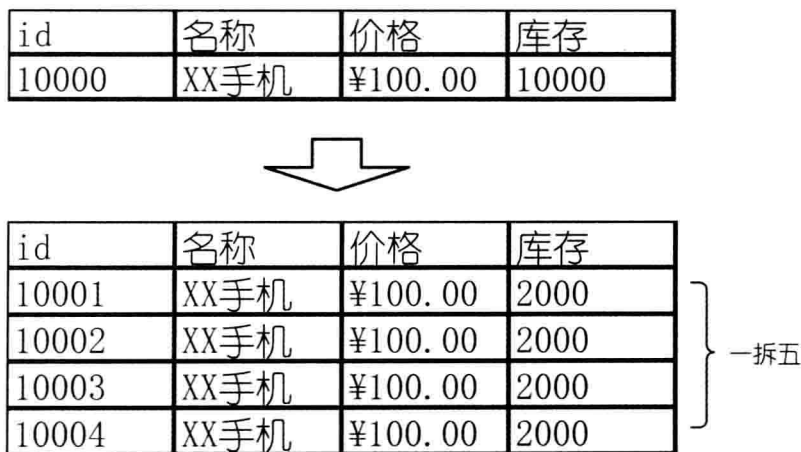 id 名称 价格 库存
10000 XX手机 ¥100.00 10000
id 名称 价格 库存
10001 XX手机 ¥100.00 2000
10002 XX手机 ¥100.00 2000
10003 XX手机 ¥100.00 2000
10004 XX手机 ¥100.00 2000
一拆五